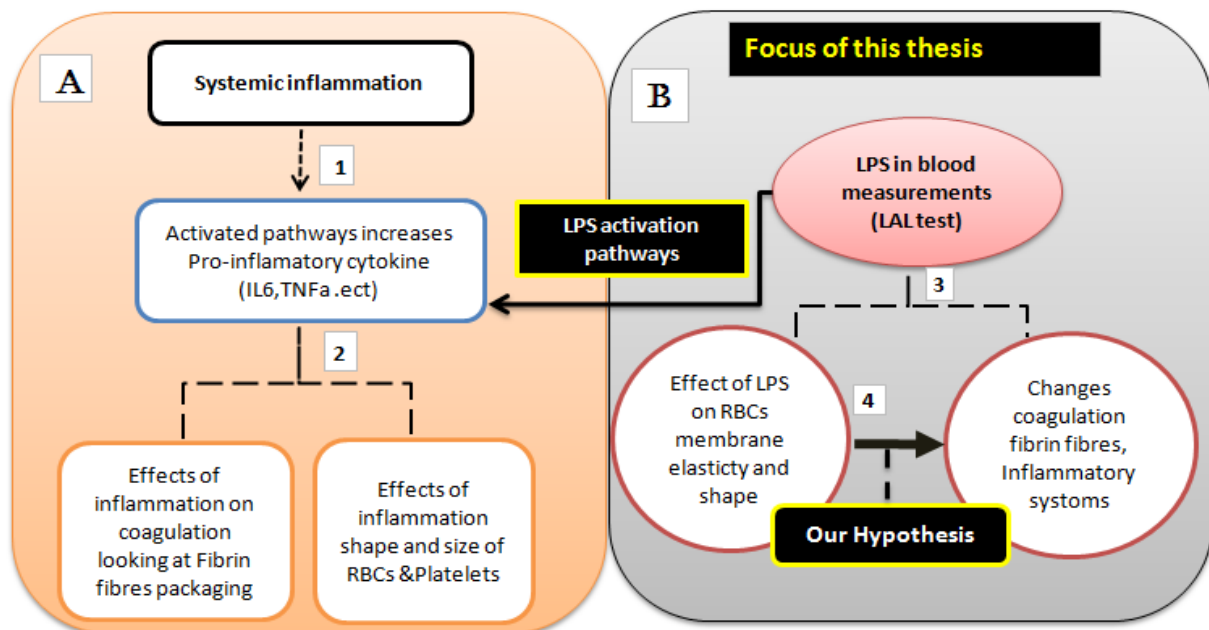 A
Systemic inflammation
1
Activated pathways increases
Pro-inflamatory cytokine
(IL6,TNFa .ect)
2
Effects of
inflammation on
coagulation
looking at Fibrin
fibres packaging
Effects of
inflammation
shape and size of
RBCs &Platelets
LPS activation
pathways
Focus of this thesis
B
LPS in blood
measurements
(LAL test)
3
Effect of LPS
on RBCs
membrane
elasticty and
shape
4
Changes
coagulation
fibrin fibres,
Inflammatory
systoms
Our Hypothesis